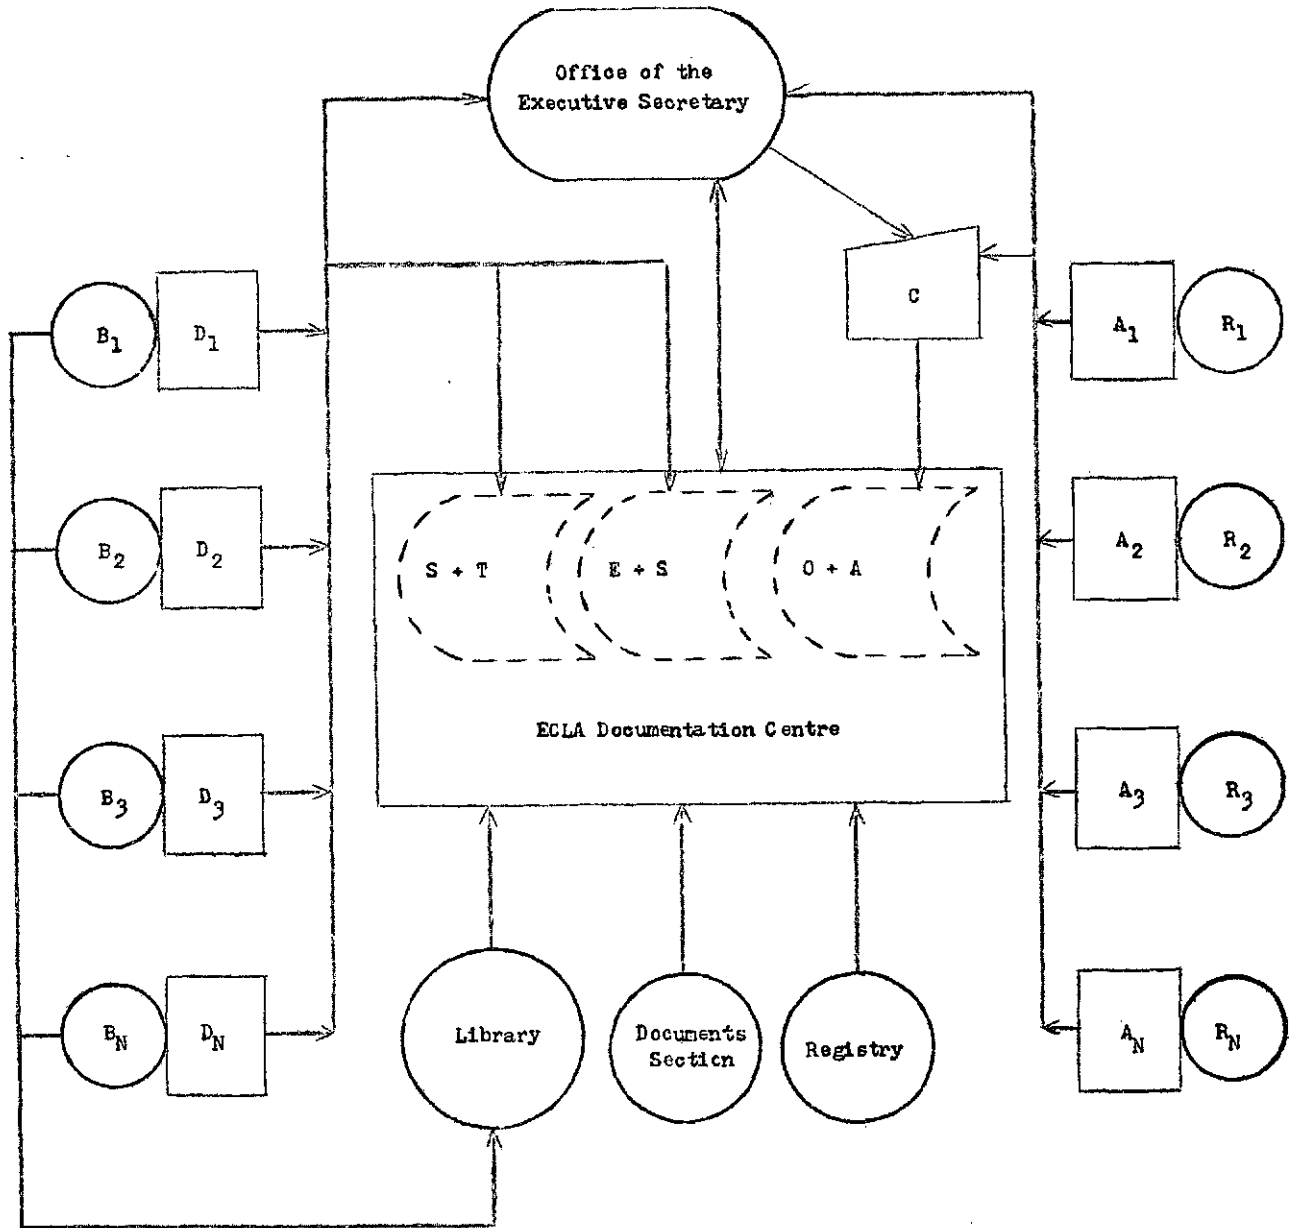 Office of the
Executive Secretary
C
B1 D1
A1 R1
B2 D2
A2 R2
S + T
E + S
O + A
ECLA Documentation Centre
B3 D3
A3 R3
BN DN
Library
Documents
Section
Registry
AN RN